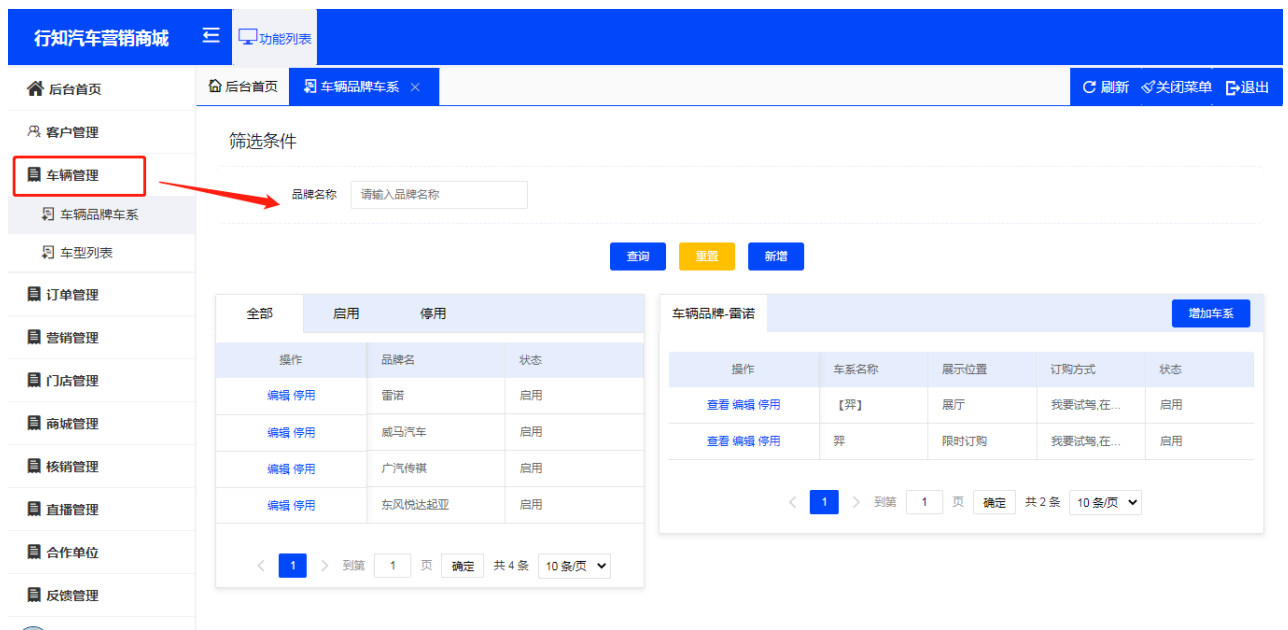 行知汽车营销商城
功能列表
后台首页
客户管理
车辆管理
车辆品牌车系
车型列表
订单管理
营销管理
门店管理
商城管理
核销管理
直播管理
合作单位
反馈管理
后台首页 车辆品牌车系 × 刷新 关闭菜单 退出
筛选条件
品牌名称 请输入品牌名称
查询 重置 新增
全部 启用 停用
操作 品牌名 状态
编辑 停用 雷诺 启用
编辑 停用 威马汽车 启用
编辑 停用 广汽传祺 启用
编辑 停用 东风悦达起亚 启用
< 1 > 到第 1 页 确定 共 4 条 10 条/页
车辆品牌-雷诺 增加车系
操作 车系名称 展示位置 订购方式 状态
查看 编辑 停用 【羿】 展厅 我要试驾,在... 启用
查看 编辑 停用 羿 限时订购 我要试驾,在... 启用
< 1 > 到第 1 页 确定 共 2 条 10 条/页